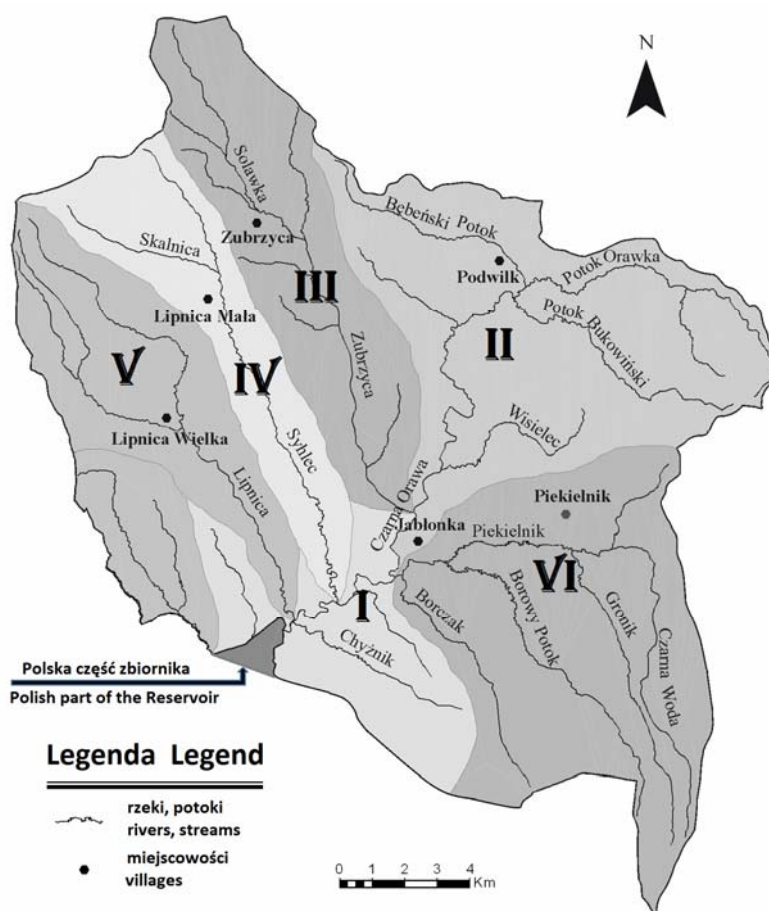 N
Solawka
Bębeński Potok
Zubrzyca
Skalnica
Podwilk
Potok Orawka
III
Lipnica Mała
Potok Bukowiński
II
V
IV
Zubrzyca
Wisielec
Lipnica Wielka
Syhlec
Lipnica
Czarna Orawa
Piekielnik
Jabłonka
Piekielnik
VI
I
Borczak
Borowy Potok
Gronik
Czarna Woda
Chyżnik
Polska część zbiornika
Polish part of the Reservoir
Legenda Legend
rzeki, potoki
rivers, streams
miejscowości
villages
0 1 2 3 4
Km